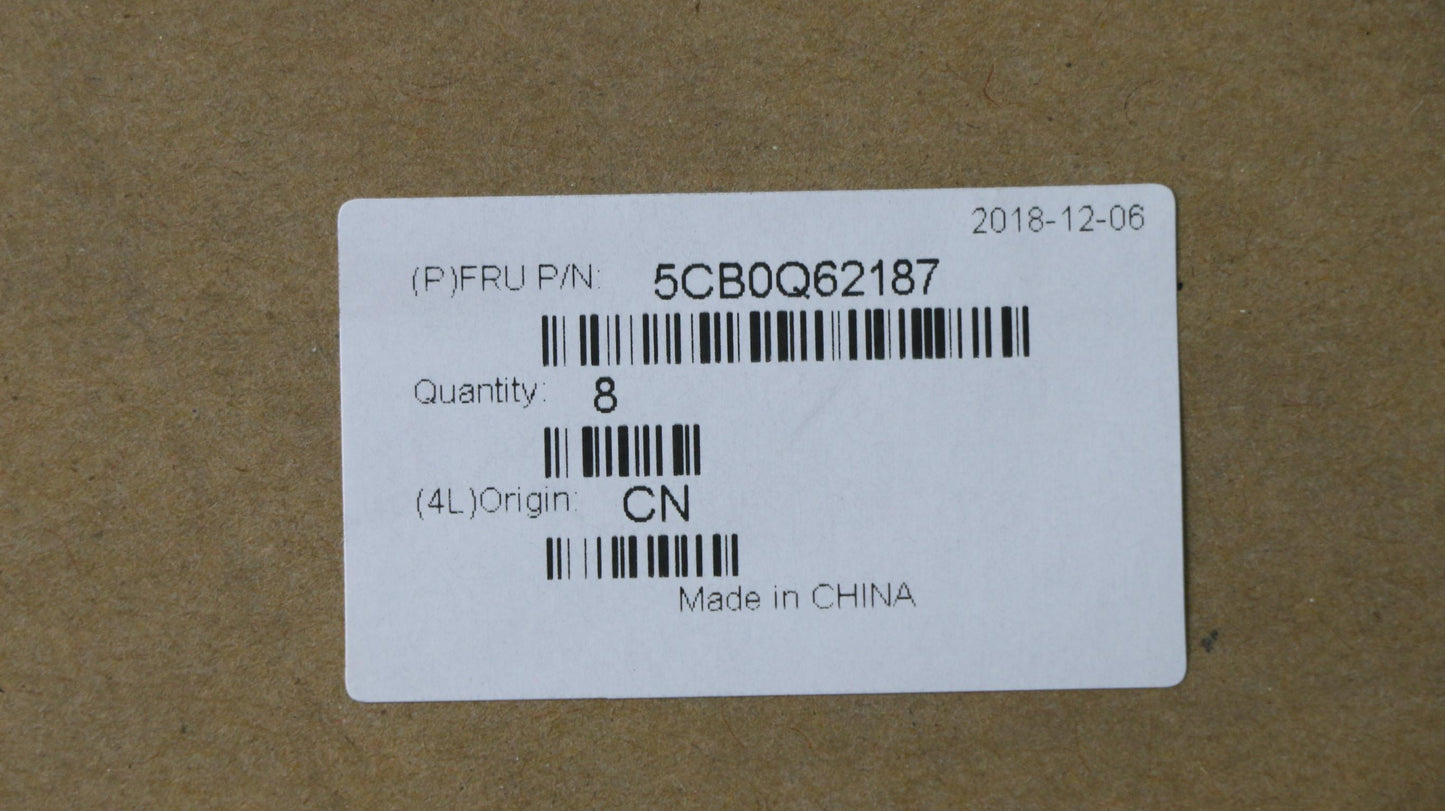 2018-12-06
(P)FRU P/N: 5CB0Q62187
Quantity: 8
(4L)Origin: CN
Made in CHINA